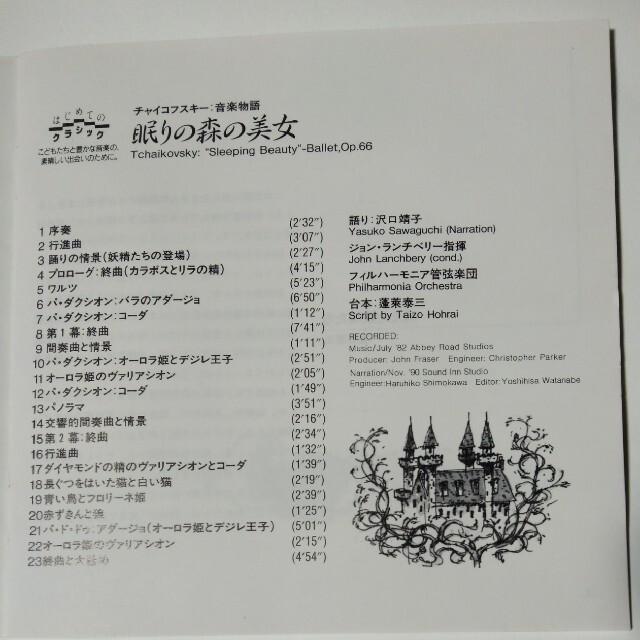 はじめての
クラシック
こどもたちと豊かな音楽の、
素晴しい出会いのために。
チャイコフスキー:音楽物語
眠りの森の美女
Tchaikovsky: "Sleeping Beauty"-Ballet,Op.66
1 序奏 (2'32")
2 行進曲 (3'07")
3 踊りの情景(妖精たちの登場) (2'27")
4 プロローグ:終曲(カラボスとリラの精) (4'15")
5 ワルツ (5'23")
6 パ・ダクシオン:バラのアダージョ (6'50")
7 パ・ダクシオン:コーダ (1'12")
8 第1幕:終曲 (7'41")
9 間奏曲と情景 (1'11")
10 パ・ダクシオン:オーロラ姫とデジレ王子 (2'51")
11 オーロラ姫のヴァリアシオン (2'05")
12 パ・ダクシオン:コーダ (1'49")
13 パノラマ (3'51")
14 交響的間奏曲と情景 (2'16")
15 第2幕:終曲 (2'34")
16 行進曲 (1'32")
17 ダイヤモンドの精のヴァリアシオンとコーダ (1'39")
18 長ぐつをはいた猫と白い猫 (2'19")
19 青い鳥とフロリーネ姫 (2'39")
20 赤ずきんと狼 (1'25")
21 パ・ド・ドゥ:アダージョ(オーロラ姫とデジレ王子) (5'01")
22 オーロラ姫のヴァリアシオン (2'15")
23 終曲と大詰め (4'54")
語り:沢口靖子
Yasuko Sawaguchi (Narration)
ジョン・ランチベリー指揮
John Lanchbery (cond.)
フィルハーモニア管弦楽団
Philharmonia Orchestra
台本:蓬莱泰三
Script by Taizo Hohrai
RECORDED:
Music/July '82 Abbey Road Studios
Producer: John Fraser Engineer: Christopher Parker
Narration/Nov. '90 Sound Inn Studio
Engineer:Haruhiko Shimokawa Editor:Yoshihisa Watanabe